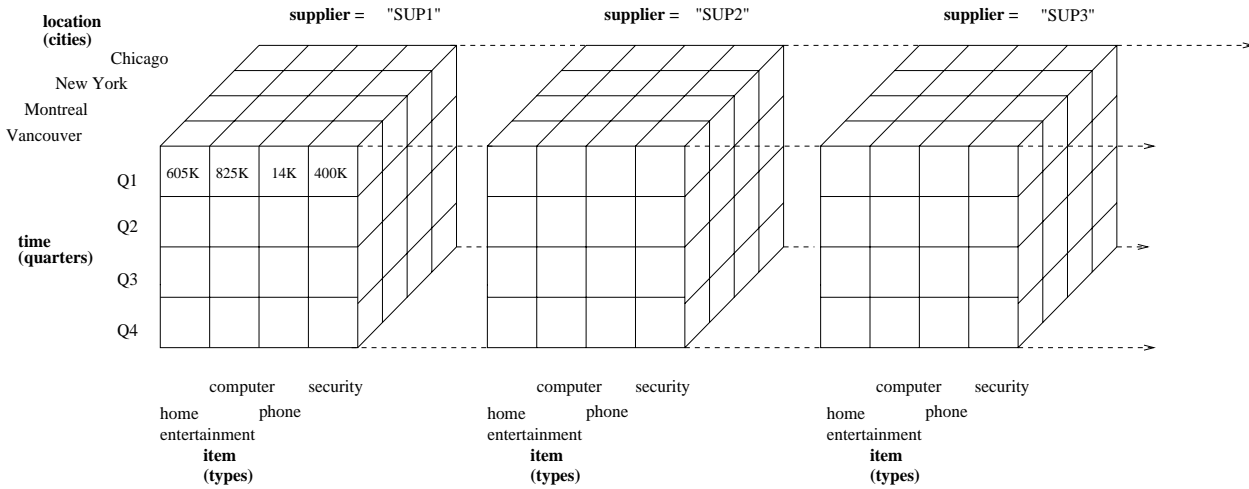 location
(cities)
supplier = "SUP1"
supplier = "SUP2"
supplier = "SUP3"
Chicago
New York
Montreal
Vancouver
Q1
605K 825K 14K 400K
Q2
time
(quarters)
Q3
Q4
computer security
home phone
entertainment
item
(types)
computer security
home phone
entertainment
item
(types)
computer security
home phone
entertainment
item
(types)